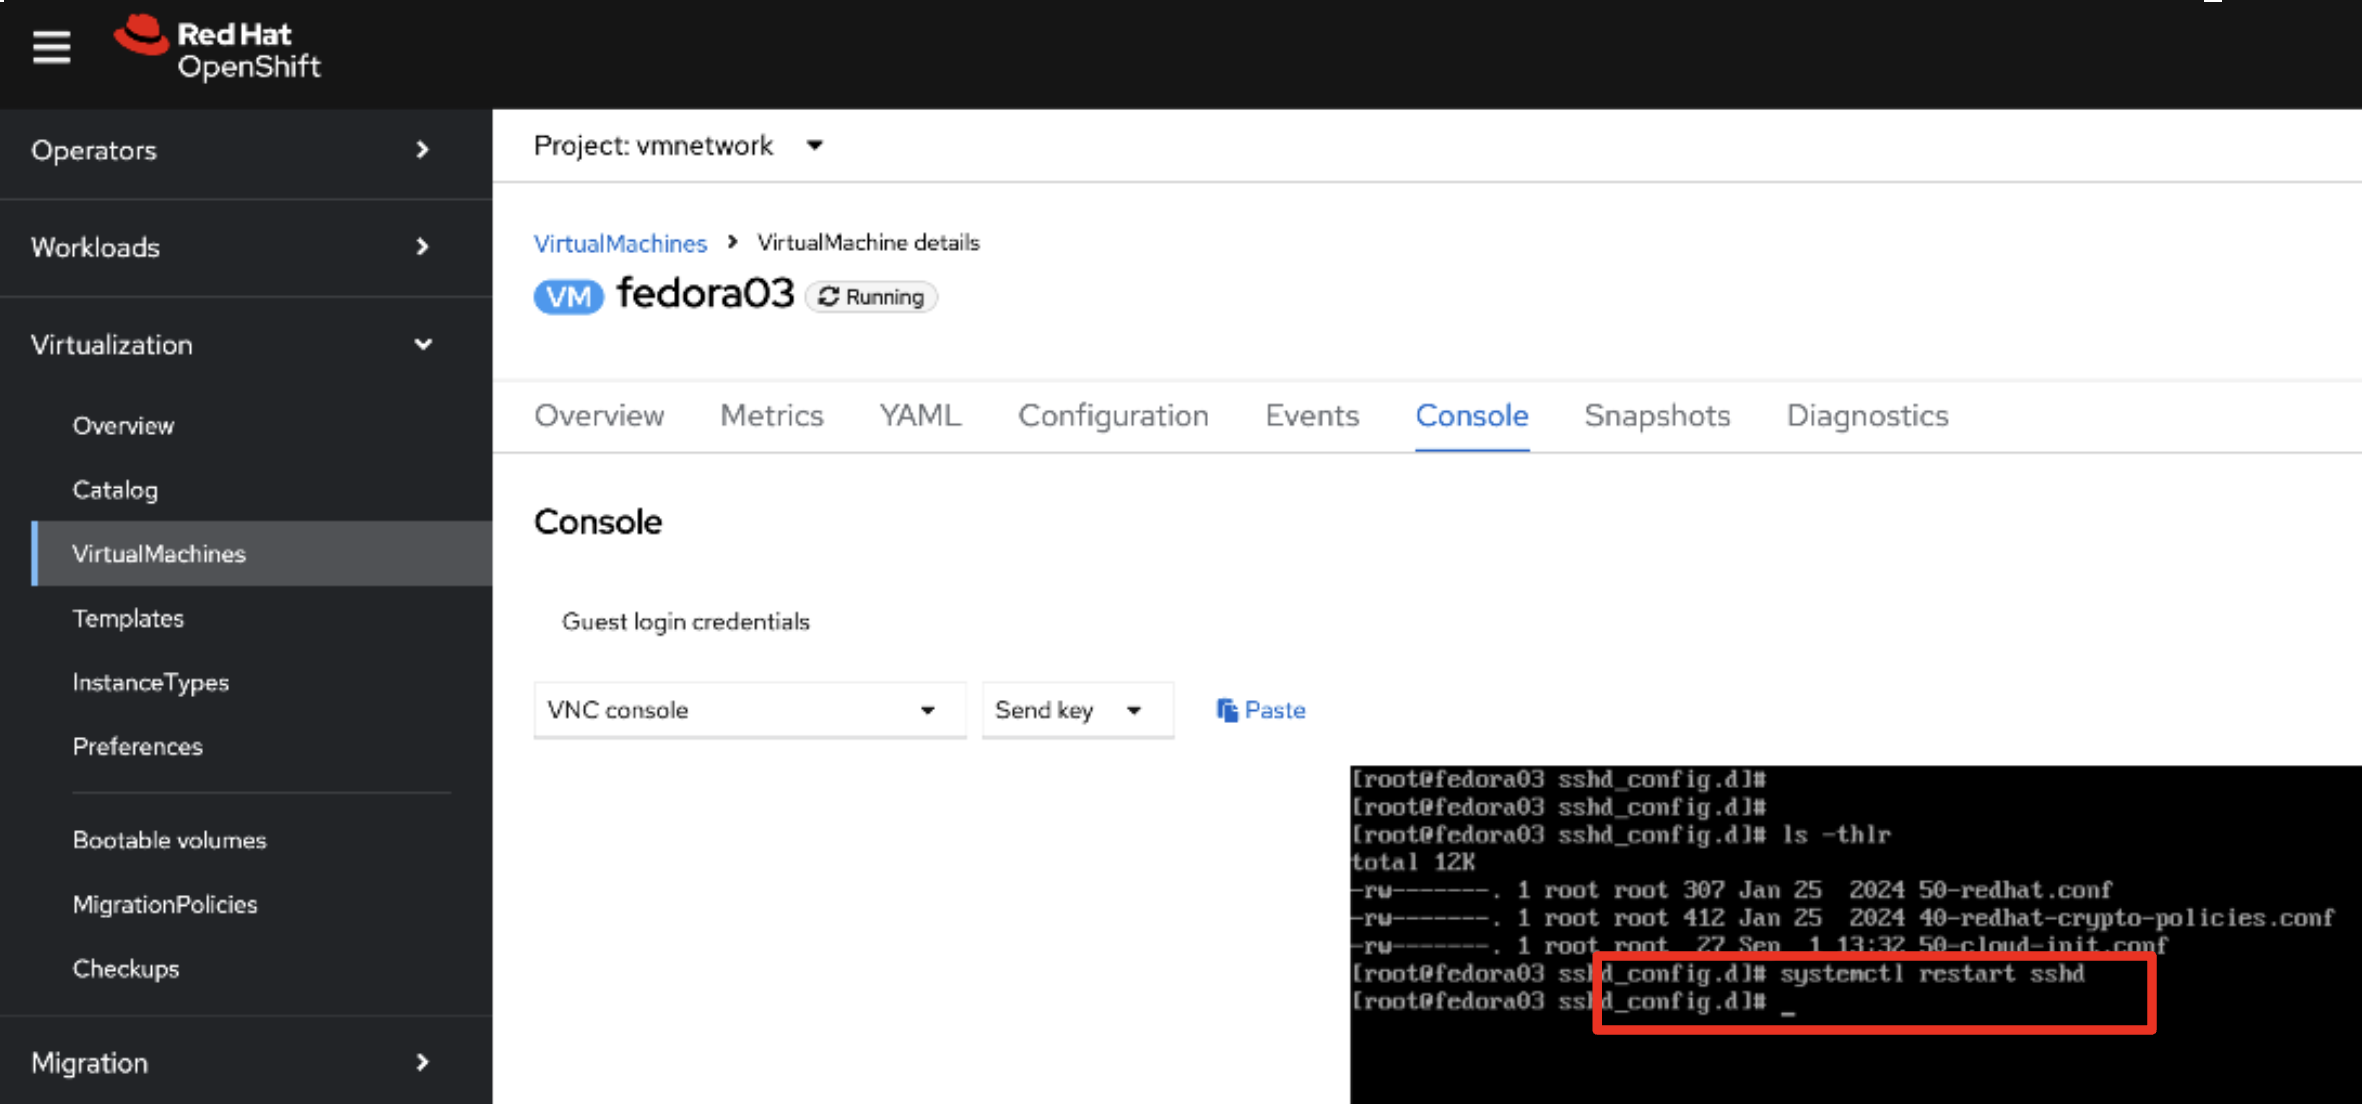 Red Hat
OpenShift
Operators
Workloads
Virtualization
Overview
Catalog
VirtualMachines
Templates
InstanceTypes
Preferences
Bootable volumes
MigrationPolicies
Checkups
Migration
Project: vmnetwork
VirtualMachines > VirtualMachine details
VM fedora03 Running
Overview Metrics YAML Configuration Events Console Snapshots Diagnostics
Console
Guest login credentials
VNC console Send key Paste
[root@fedora03 sshd_config.d]#
[root@fedora03 sshd_config.d]#
[root@fedora03 sshd_config.d]# ls -thlr
total 12K
-rw-------. 1 root root 307 Jan 25  2024 50-redhat.conf
-rw-------. 1 root root 412 Jan 25  2024 40-redhat-crypto-policies.conf
-rw-------. 1 root root  27 Sep  1 13:32 50-cloud-init.conf
[root@fedora03 sshd_config.d]# systemctl restart sshd
[root@fedora03 sshd_config.d]# _